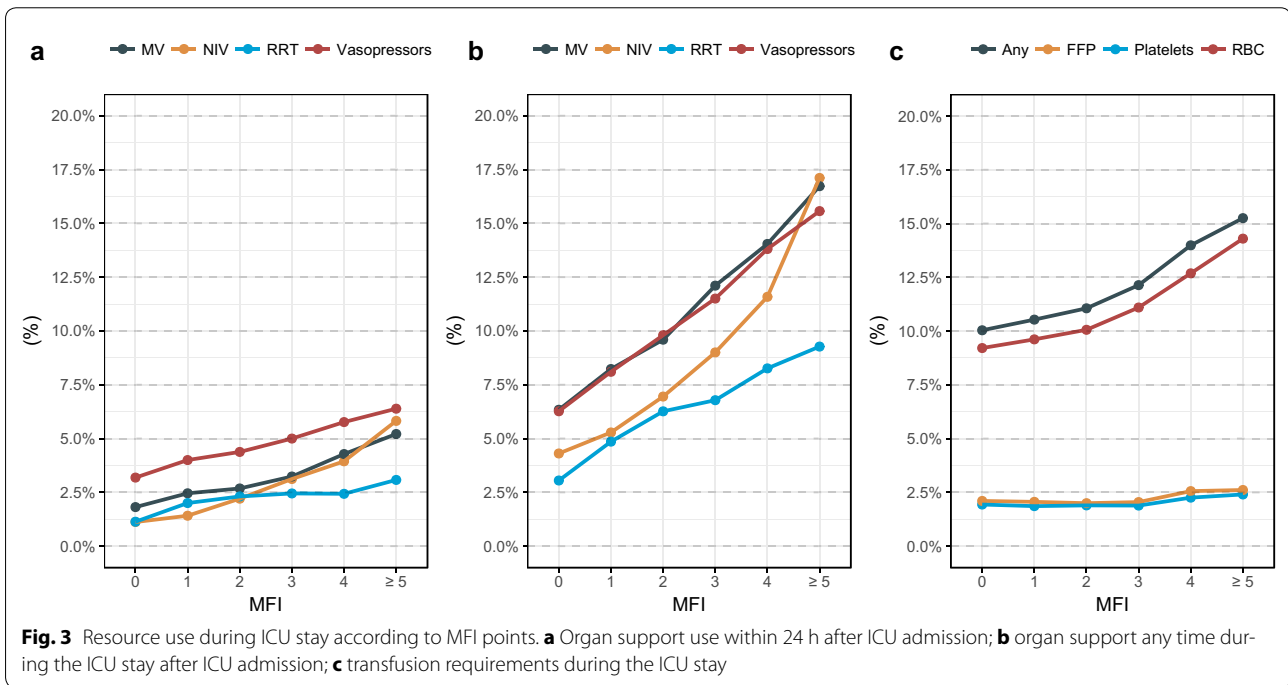 a
MV NIV RRT Vasopressors
20.0%
17.5%
15.0%
12.5%
10.0%
7.5%
5.0%
2.5%
0.0%
(%)
0 1 2 3 4 ≥ 5
MFI
b
MV NIV RRT Vasopressors
20.0%
17.5%
15.0%
12.5%
10.0%
7.5%
5.0%
2.5%
0.0%
(%)
0 1 2 3 4 ≥ 5
MFI
c
Any FFP Platelets RBC
20.0%
17.5%
15.0%
12.5%
10.0%
7.5%
5.0%
2.5%
0.0%
(%)
0 1 2 3 4 ≥ 5
MFI
Fig. 3 Resource use during ICU stay according to MFI points. a Organ support use within 24 h after ICU admission; b organ support any time dur-
ing the ICU stay after ICU admission; c transfusion requirements during the ICU stay